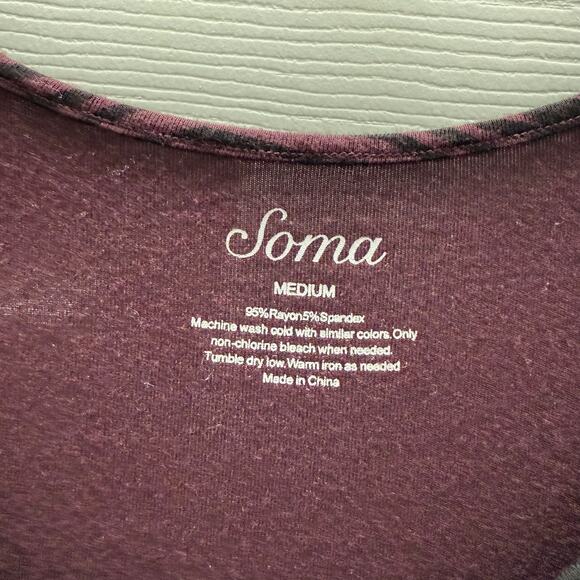 Soma
MEDIUM
95%Rayon5%Spandex
Machine wash cold with similar colors.Only
non-chlorine bleach when needed.
Tumble dry low.Warm iron as needed
Made in China